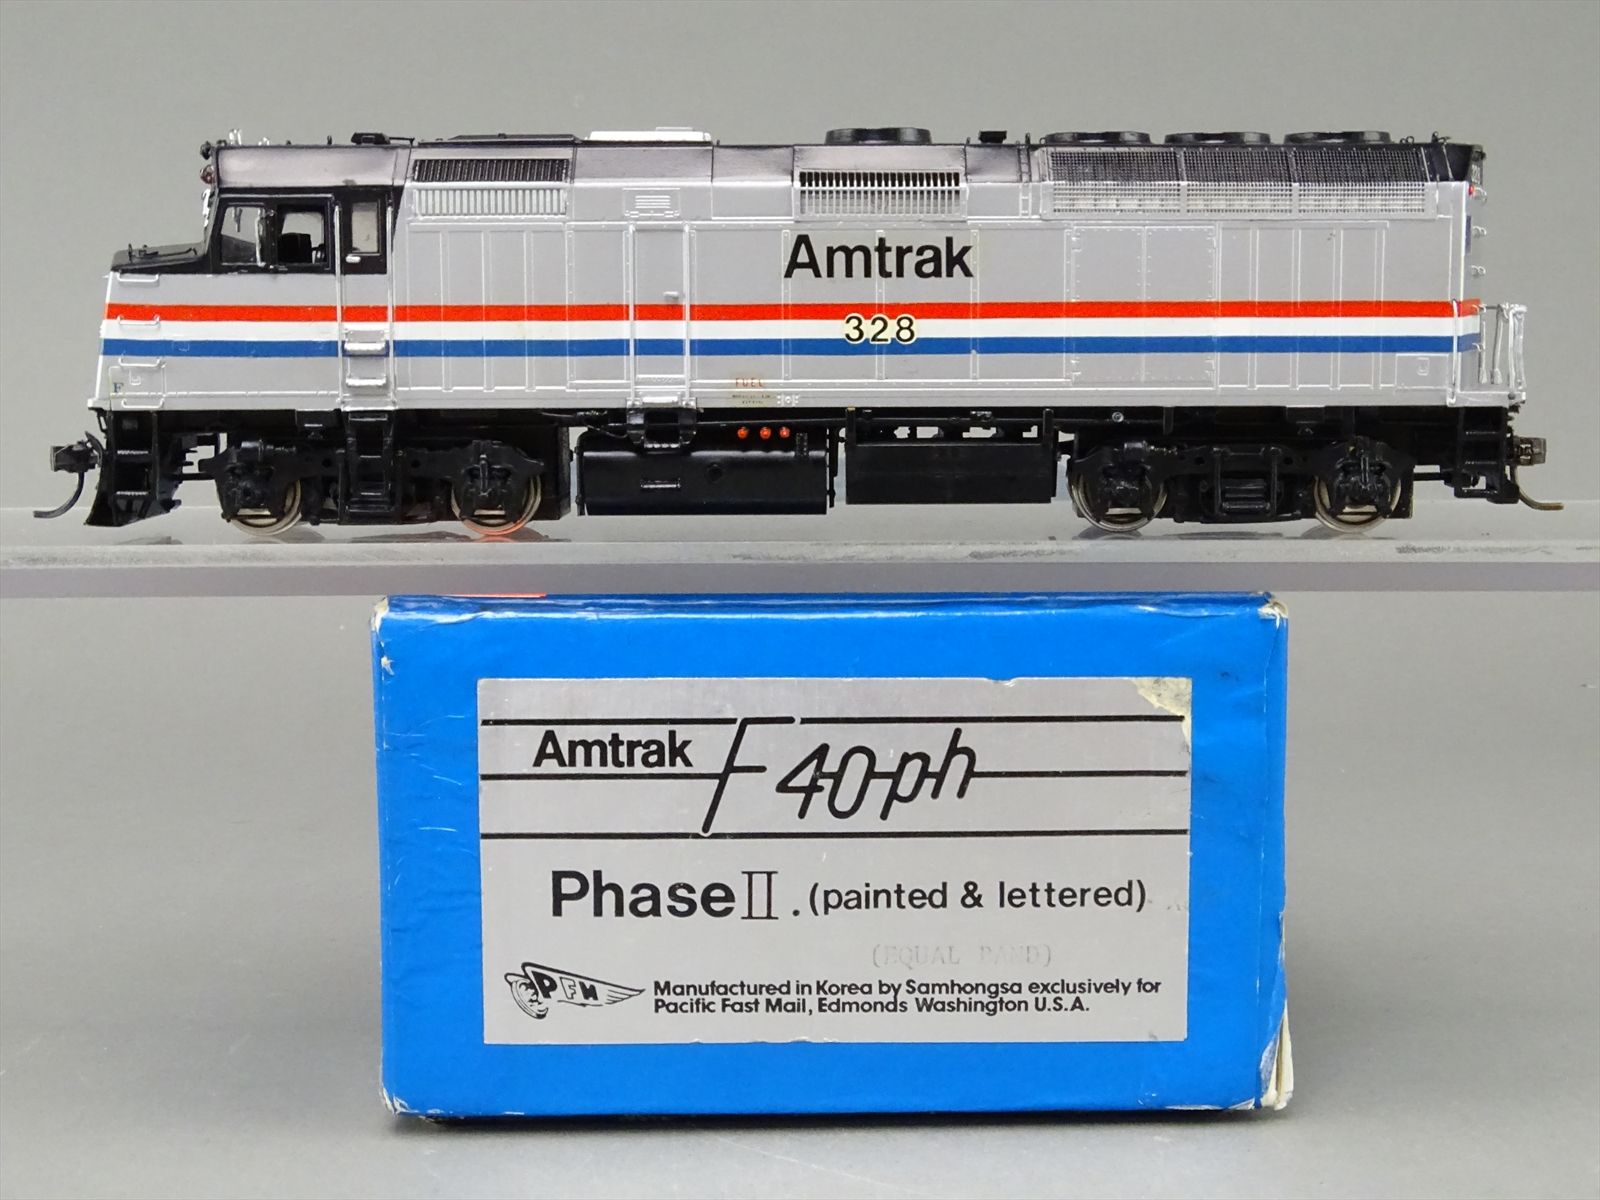 Amtrak
328
F
FUEL
Amtrak F40ph
Phase II. (painted & lettered)
(EQUAL BAND)
PFM
Manufactured in Korea by Samhongsa exclusively for
Pacific Fast Mail, Edmonds Washington U.S.A.